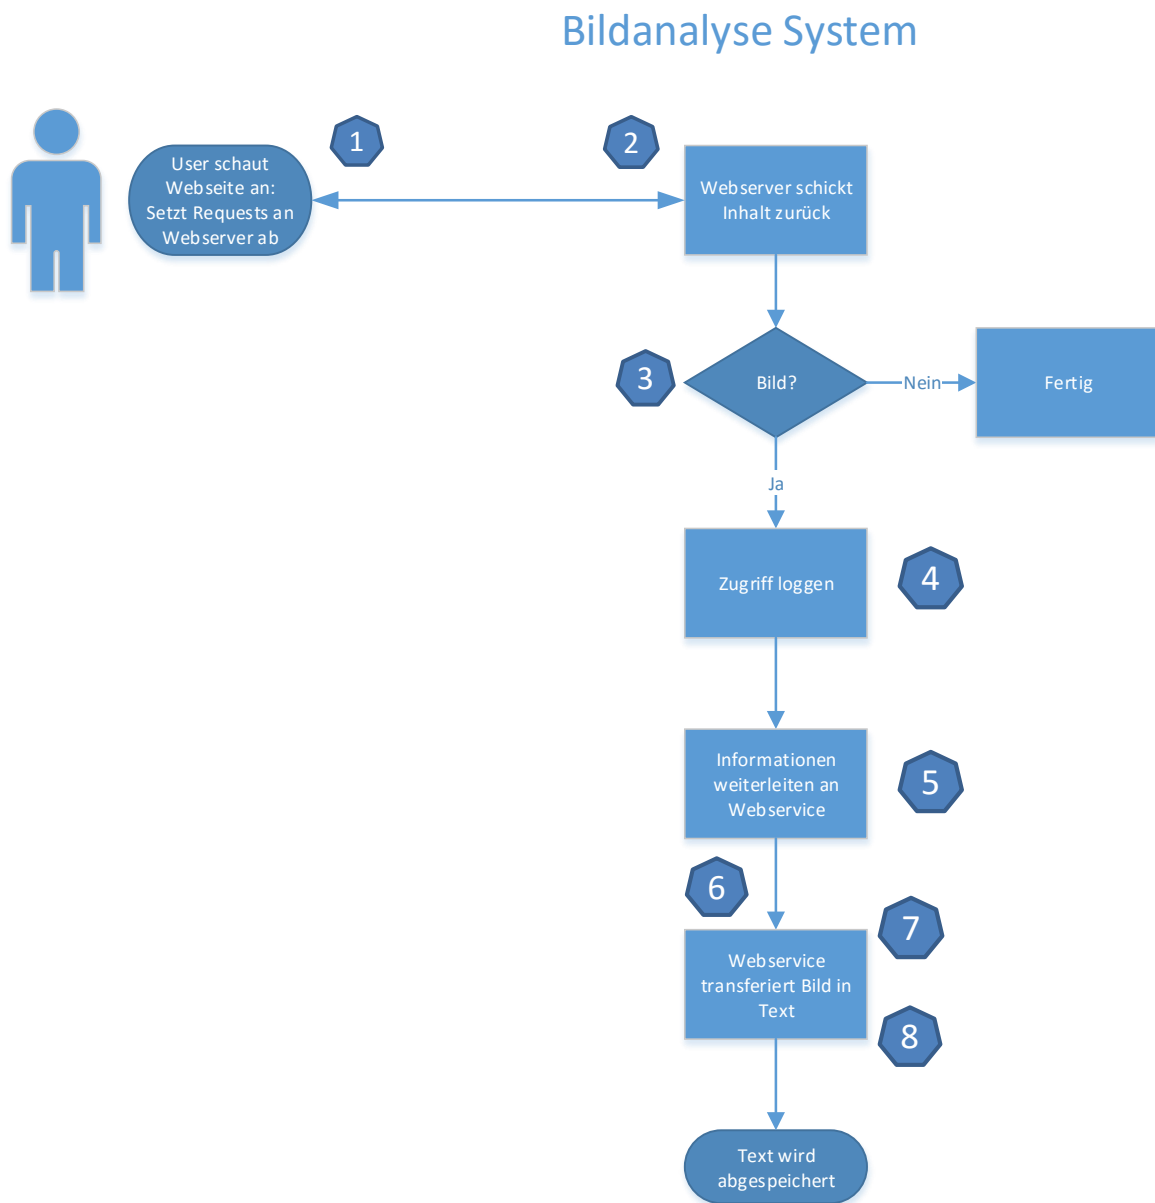 Bildanalyse System
1
2
User schaut
Webseite an:
Setzt Requests an
Webserver ab
Webserver schickt
Inhalt zurück
3
Bild?
Nein
Fertig
Ja
Zugriff loggen
4
Informationen
weiterleiten an
Webservice
5
6
7
Webservice
transferiert Bild in
Text
8
Text wird
abgespeichert